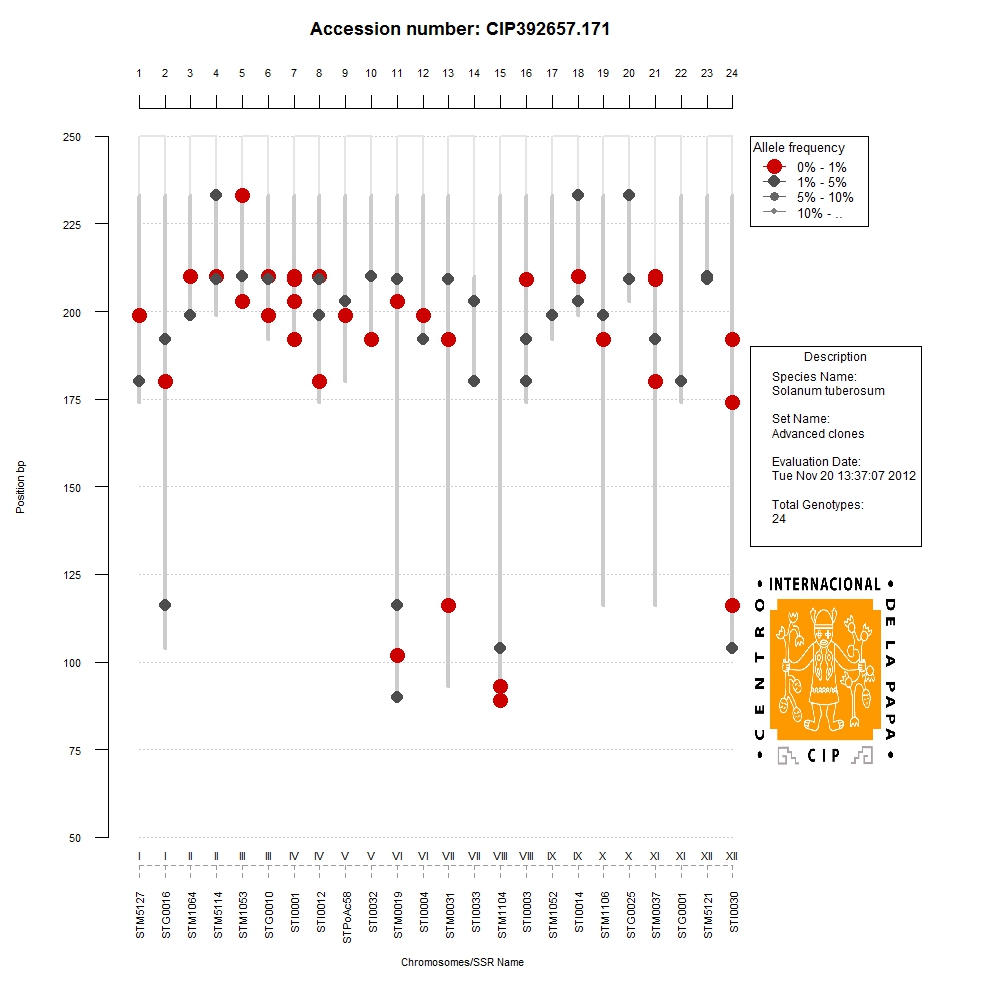 Accession number: CIP392657.171
1 2 3 4 5 6 7 8 9 10 11 12 13 14 15 16 17 18 19 20 21 22 23 24
250
225
200
175
150
125
100
75
50
Position bp
Allele frequency
0% - 1%
1% - 5%
5% - 10%
10% - ..
Description
Species Name:
Solanum tuberosum
Set Name:
Advanced clones
Evaluation Date:
Tue Nov 20 13:37:07 2012
Total Genotypes:
24
• INTERNACIONAL •
CENTRO
DE LA PAPA
• CIP •
I I II II III III IV IV V V VI VI VII VII VIII VIII IX IX X X XI XI XII XII
STM5127 STG0016 STM1064 STM5114 STM1053 STG0010 STI0001 STI0012 STPoAc58 STI0032 STM0019 STI0004 STM0031 STI0033 STM1104 STI0003 STM1052 STI0014 STM1106 STG0025 STM0037 STG0001 STM5121 STI0030
Chromosomes/SSR Name